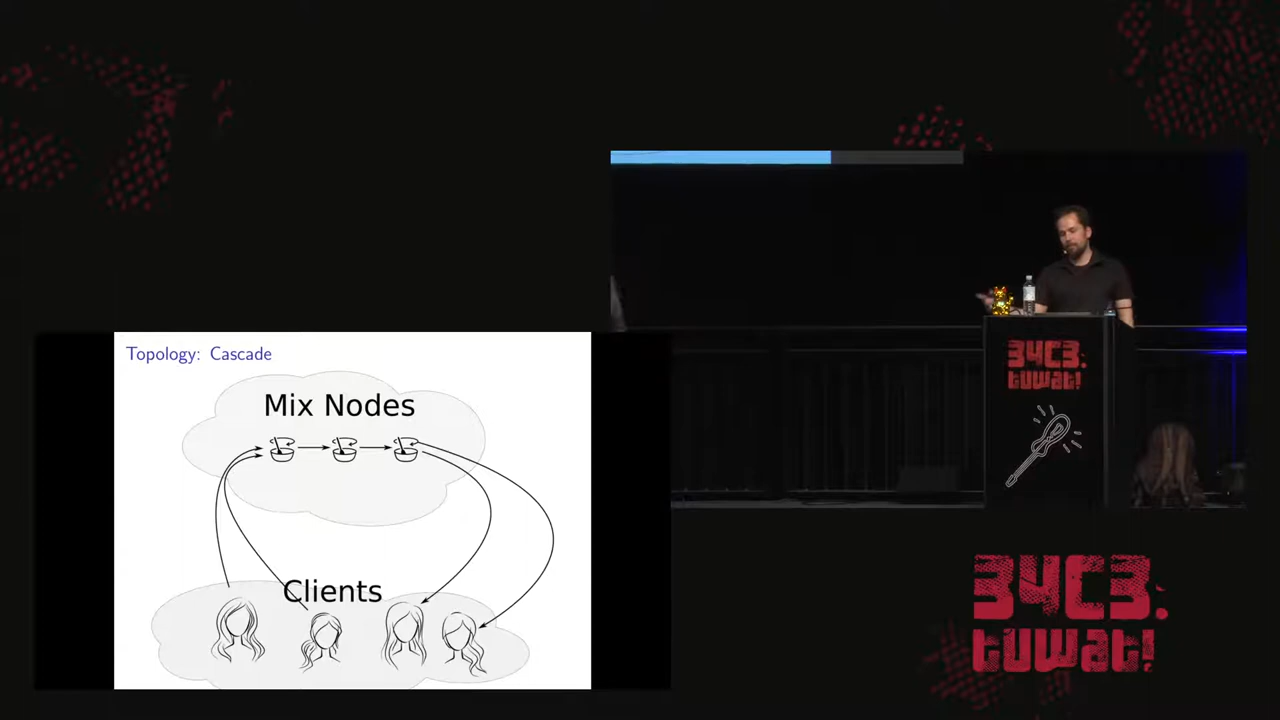 Topology: Cascade
Mix Nodes
Clients
34C3:
tuwat!
34C3:
tuwat!